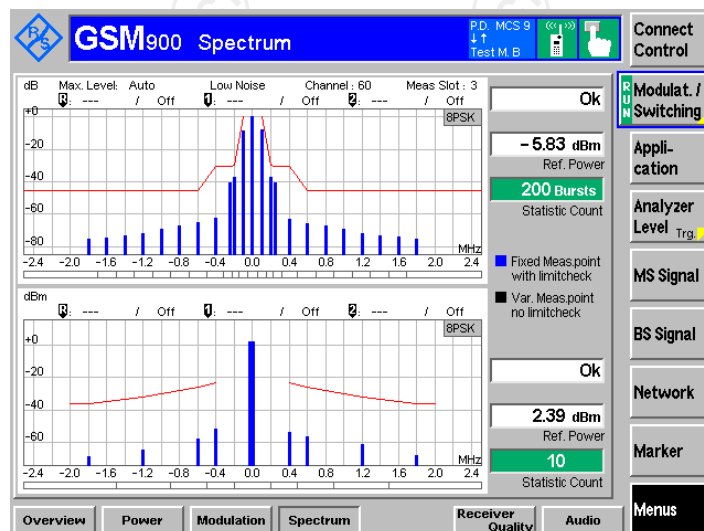 R&S
GSM900 Spectrum
P.D. MCS 9
↓↑
Test M. B
Connect Control
dB Max. Level: Auto Low Noise Channel : 60 Meas Slot : 3
R: --- / Off 1: --- / Off 2: --- / Off
8PSK
+0
-20
-40
-60
-80
MHz
-2.4 -2.0 -1.6 -1.2 -0.8 -0.4 0.0 0.4 0.8 1.2 1.6 2.0 2.4
Ok
- 5.83 dBm
Ref. Power
200 Bursts
Statistic Count
Fixed Meas.point
with limitcheck
Var. Meas.point
no limitcheck
dBm
R: --- / Off 1: --- / Off 2: --- / Off
8PSK
+0
-20
-40
-60
MHz
-2.4 -2.0 -1.6 -1.2 -0.8 -0.4 0.0 0.4 0.8 1.2 1.6 2.0 2.4
Ok
2.39 dBm
Ref. Power
10
Statistic Count
RUN
Modulat. /
Switching
Appli-
cation
Analyzer
Level Trg.
MS Signal
BS Signal
Network
Marker
Menus
Overview Power Modulation Spectrum Receiver Quality Audio